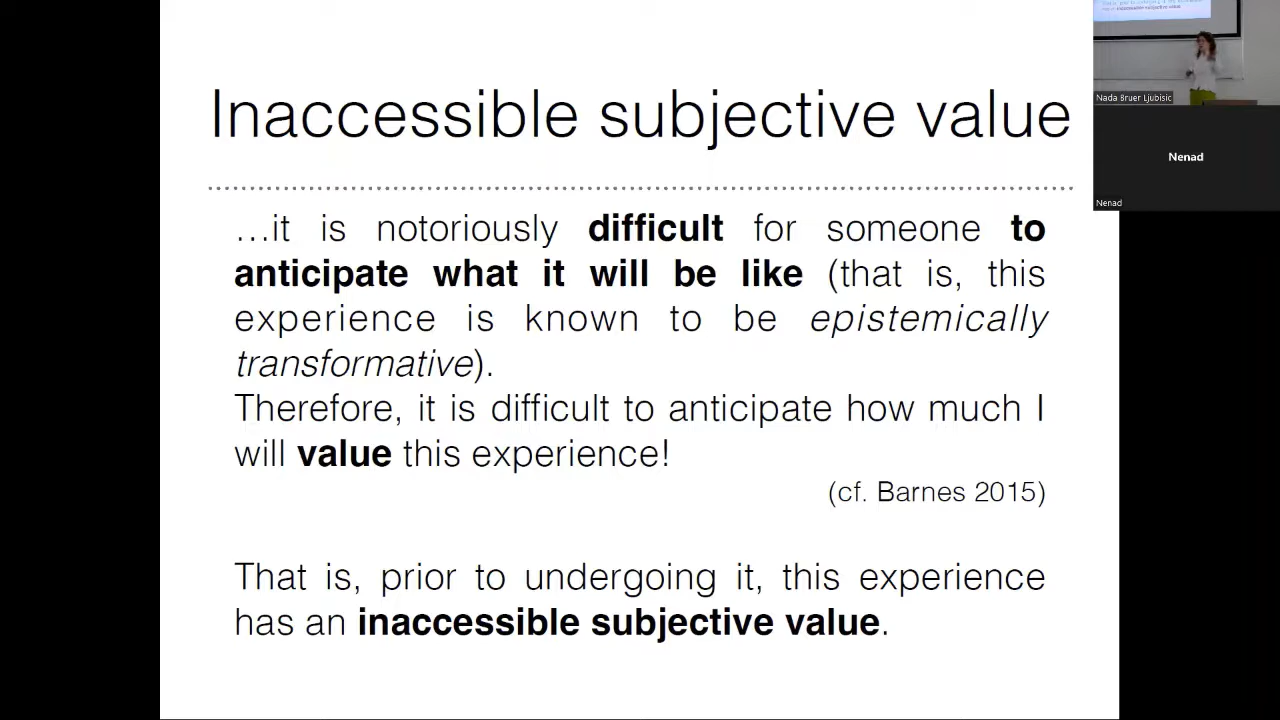 Inaccessible subjective value
…it is notoriously difficult for someone to
anticipate what it will be like (that is, this
experience is known to be epistemically
transformative).
Therefore, it is difficult to anticipate how much I
will value this experience!
(cf. Barnes 2015)
That is, prior to undergoing it, this experience
has an inaccessible subjective value.
Nada Bruer Ljubisic
Nenad
Nenad